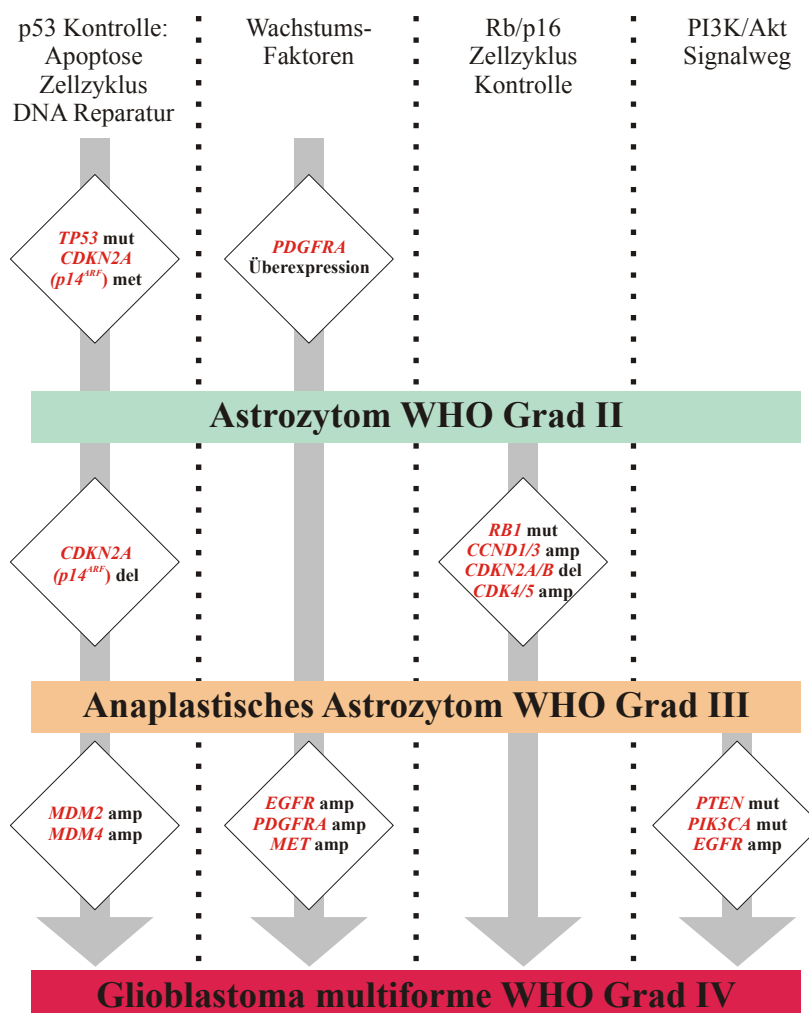 p53 Kontrolle:
Apoptose
Zellzyklus
DNA Reparatur
Wachstums-
Faktoren
Rb/p16
Zellzyklus
Kontrolle
PI3K/Akt
Signalweg
TP53 mut
CDKN2A
(p14ARF) met
PDGFRA
Überexpression
Astrozytom WHO Grad II
CDKN2A
(p14ARF) del
RB1 mut
CCND1/3 amp
CDKN2A/B del
CDK4/5 amp
Anaplastisches Astrozytom WHO Grad III
MDM2 amp
MDM4 amp
EGFR amp
PDGFRA amp
MET amp
PTEN mut
PIK3CA mut
EGFR amp
Glioblastoma multiforme WHO Grad IV